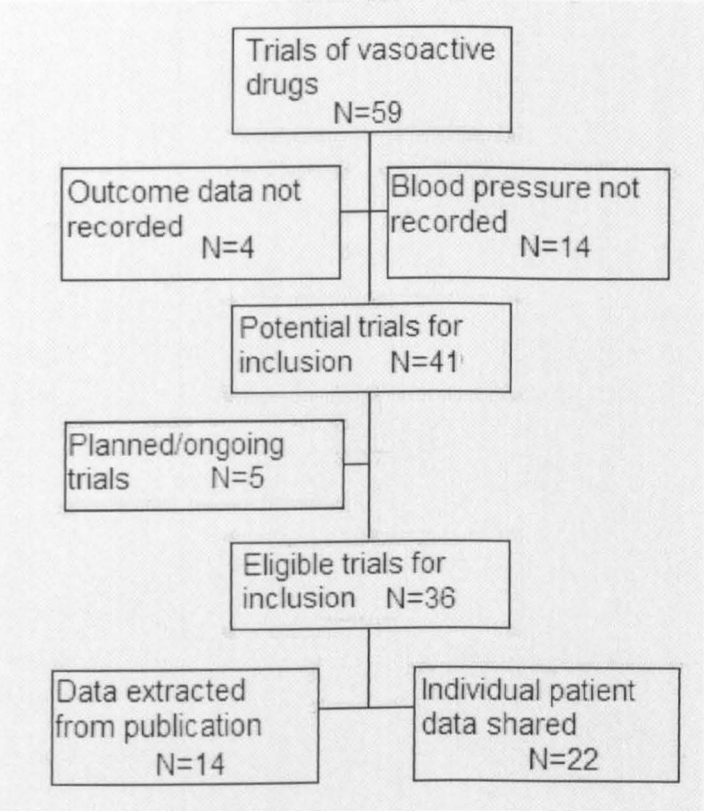 Trials of vasoactive
drugs
N=59
Outcome data not
recorded
N=4
Blood pressure not
recorded
N=14
Potential trials for
inclusion N=41
Planned/ongoing
trials N=5
Eligible trials for
inclusion N=36
Data extracted
from publication
N=14
Individual patient
data shared
N=22